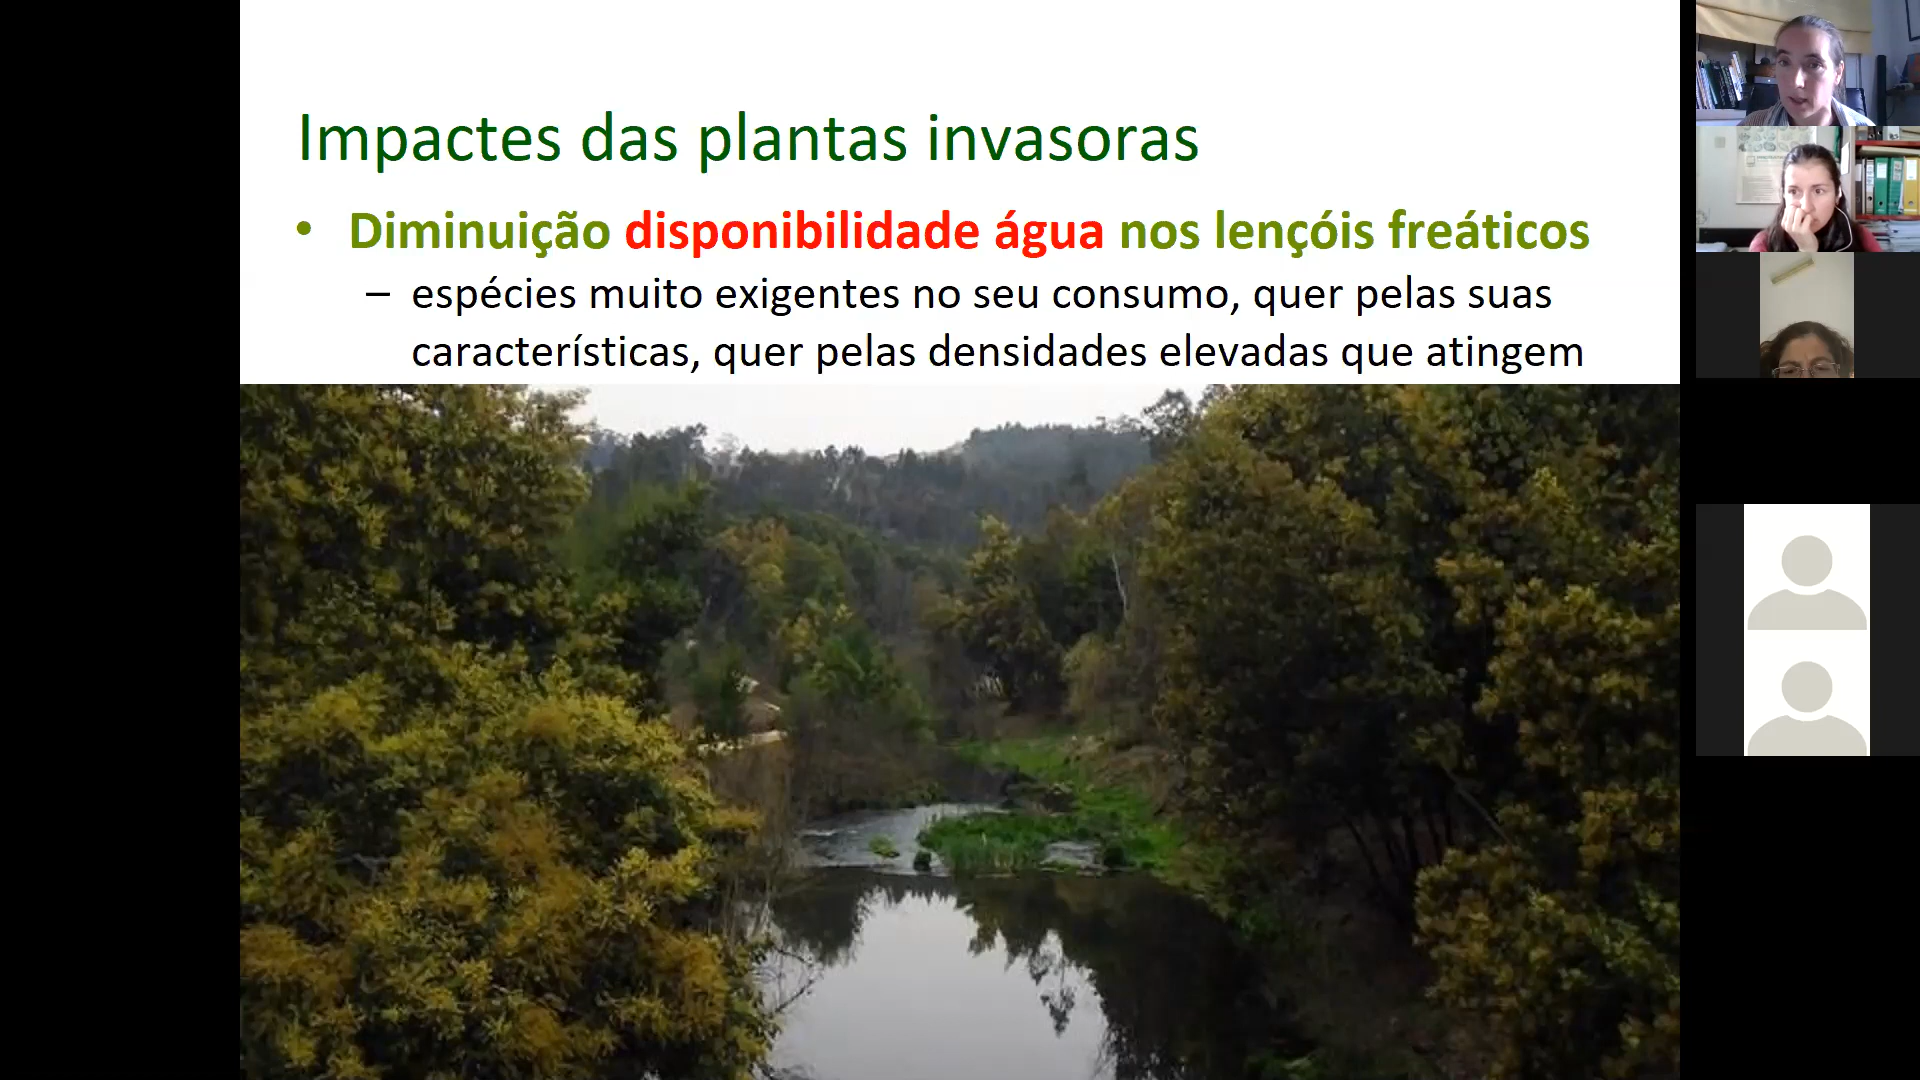 Impactes das plantas invasoras
• Diminuição disponibilidade água nos lençóis freáticos
– espécies muito exigentes no seu consumo, quer pelas suas
características, quer pelas densidades elevadas que atingem